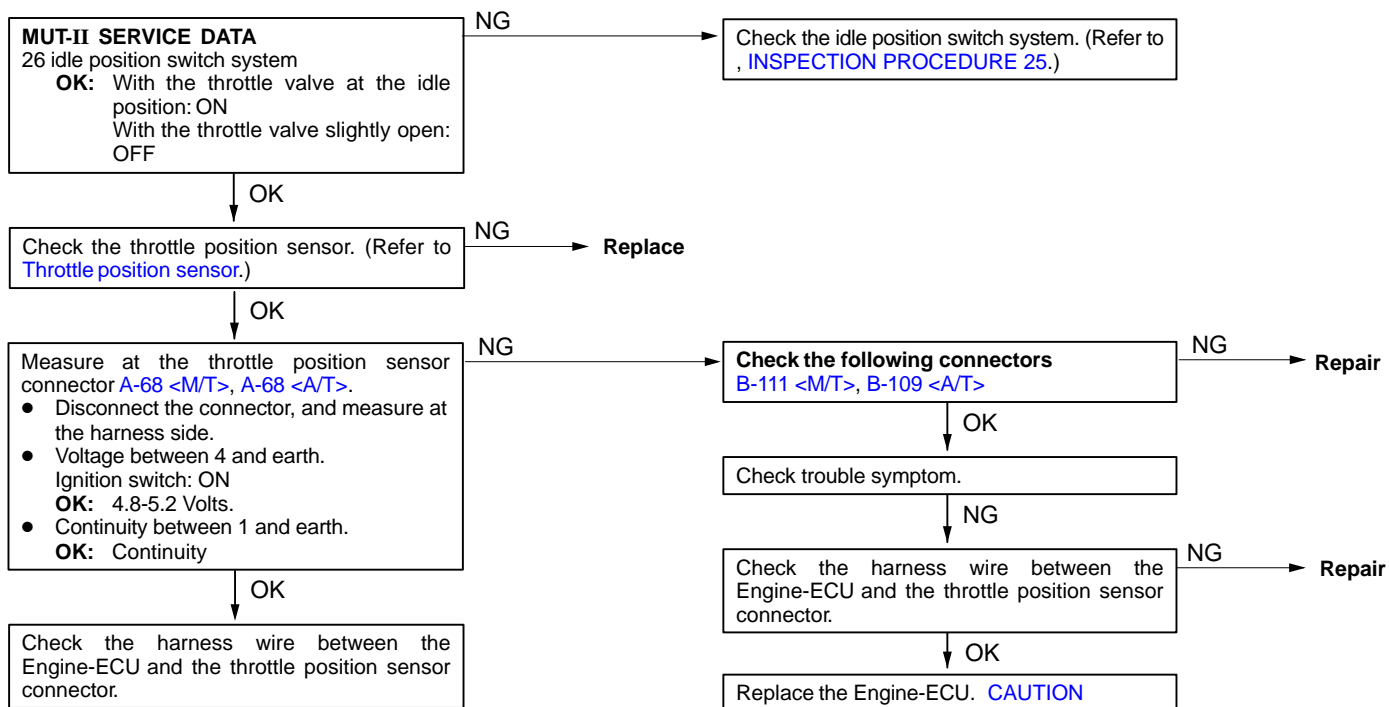 MUT-II SERVICE DATA
26 idle position switch system
OK: With the throttle valve at the idle
position: ON
With the throttle valve slightly open:
OFF
NG
Check the idle position switch system. (Refer to
, INSPECTION PROCEDURE 25.)
OK
Check the throttle position sensor. (Refer to
Throttle position sensor.)
NG
Replace
OK
Measure at the throttle position sensor
connector A-68 <M/T>, A-68 <A/T>.
● Disconnect the connector, and measure at
the harness side.
● Voltage between 4 and earth.
Ignition switch: ON
OK: 4.8-5.2 Volts.
● Continuity between 1 and earth.
OK: Continuity
NG
Check the following connectors
B-111 <M/T>, B-109 <A/T>
NG
Repair
OK
Check trouble symptom.
NG
Check the harness wire between the
Engine-ECU and the throttle position sensor
connector.
NG
Repair
OK
Replace the Engine-ECU. CAUTION
OK
Check the harness wire between the
Engine-ECU and the throttle position sensor
connector.